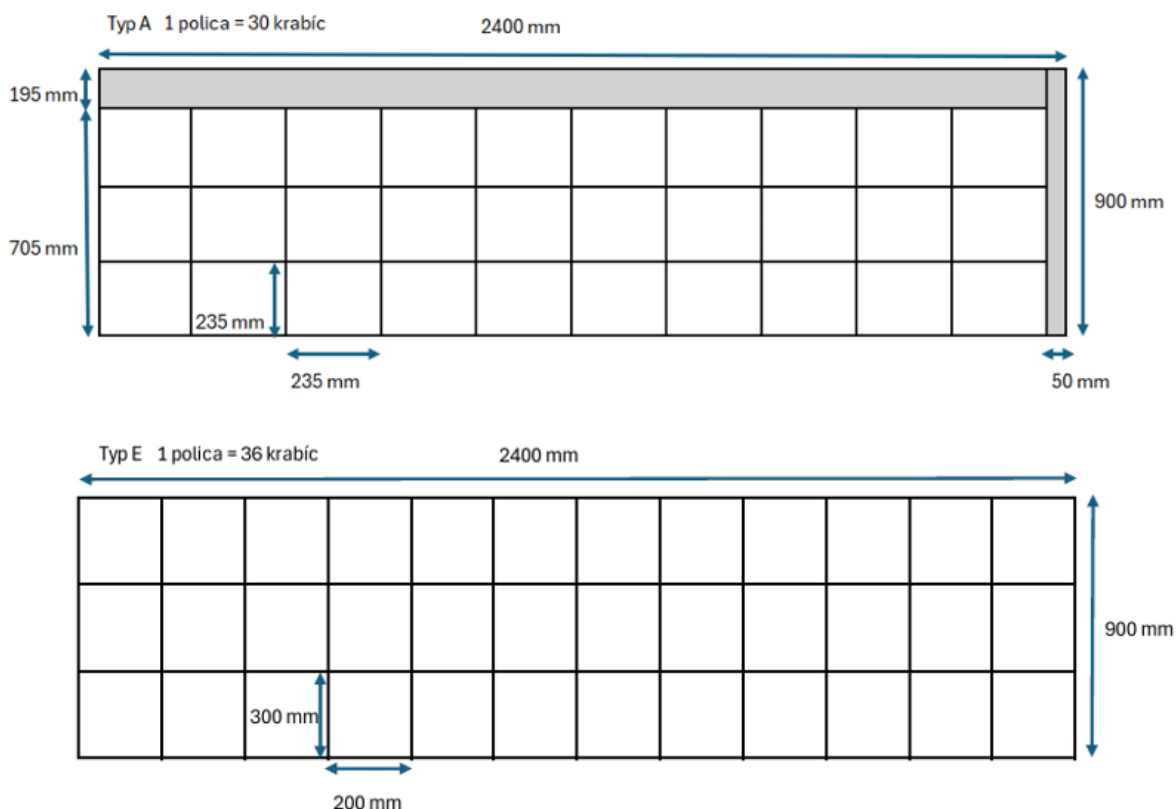 Typ A 1 polica = 30 krabíc
2400 mm
195 mm
900 mm
705 mm
235 mm
235 mm
50 mm
Typ E 1 polica = 36 krabíc
2400 mm
900 mm
300 mm
200 mm